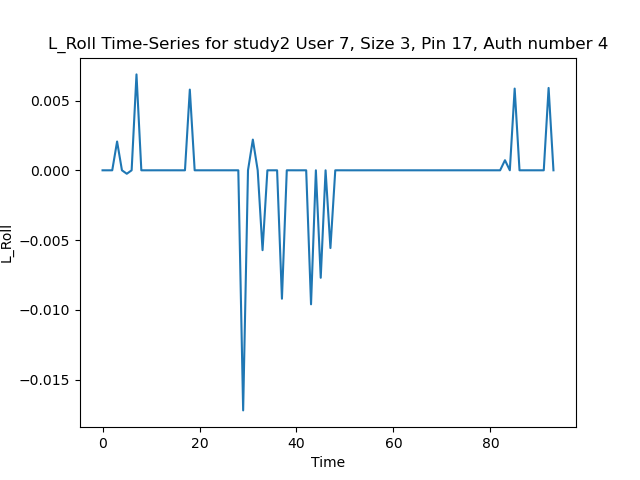 L_Roll Time-Series for study2 User 7, Size 3, Pin 17, Auth number 4
0.005
0.000
−0.005
−0.010
−0.015
L_Roll
0 20 40 60 80
Time